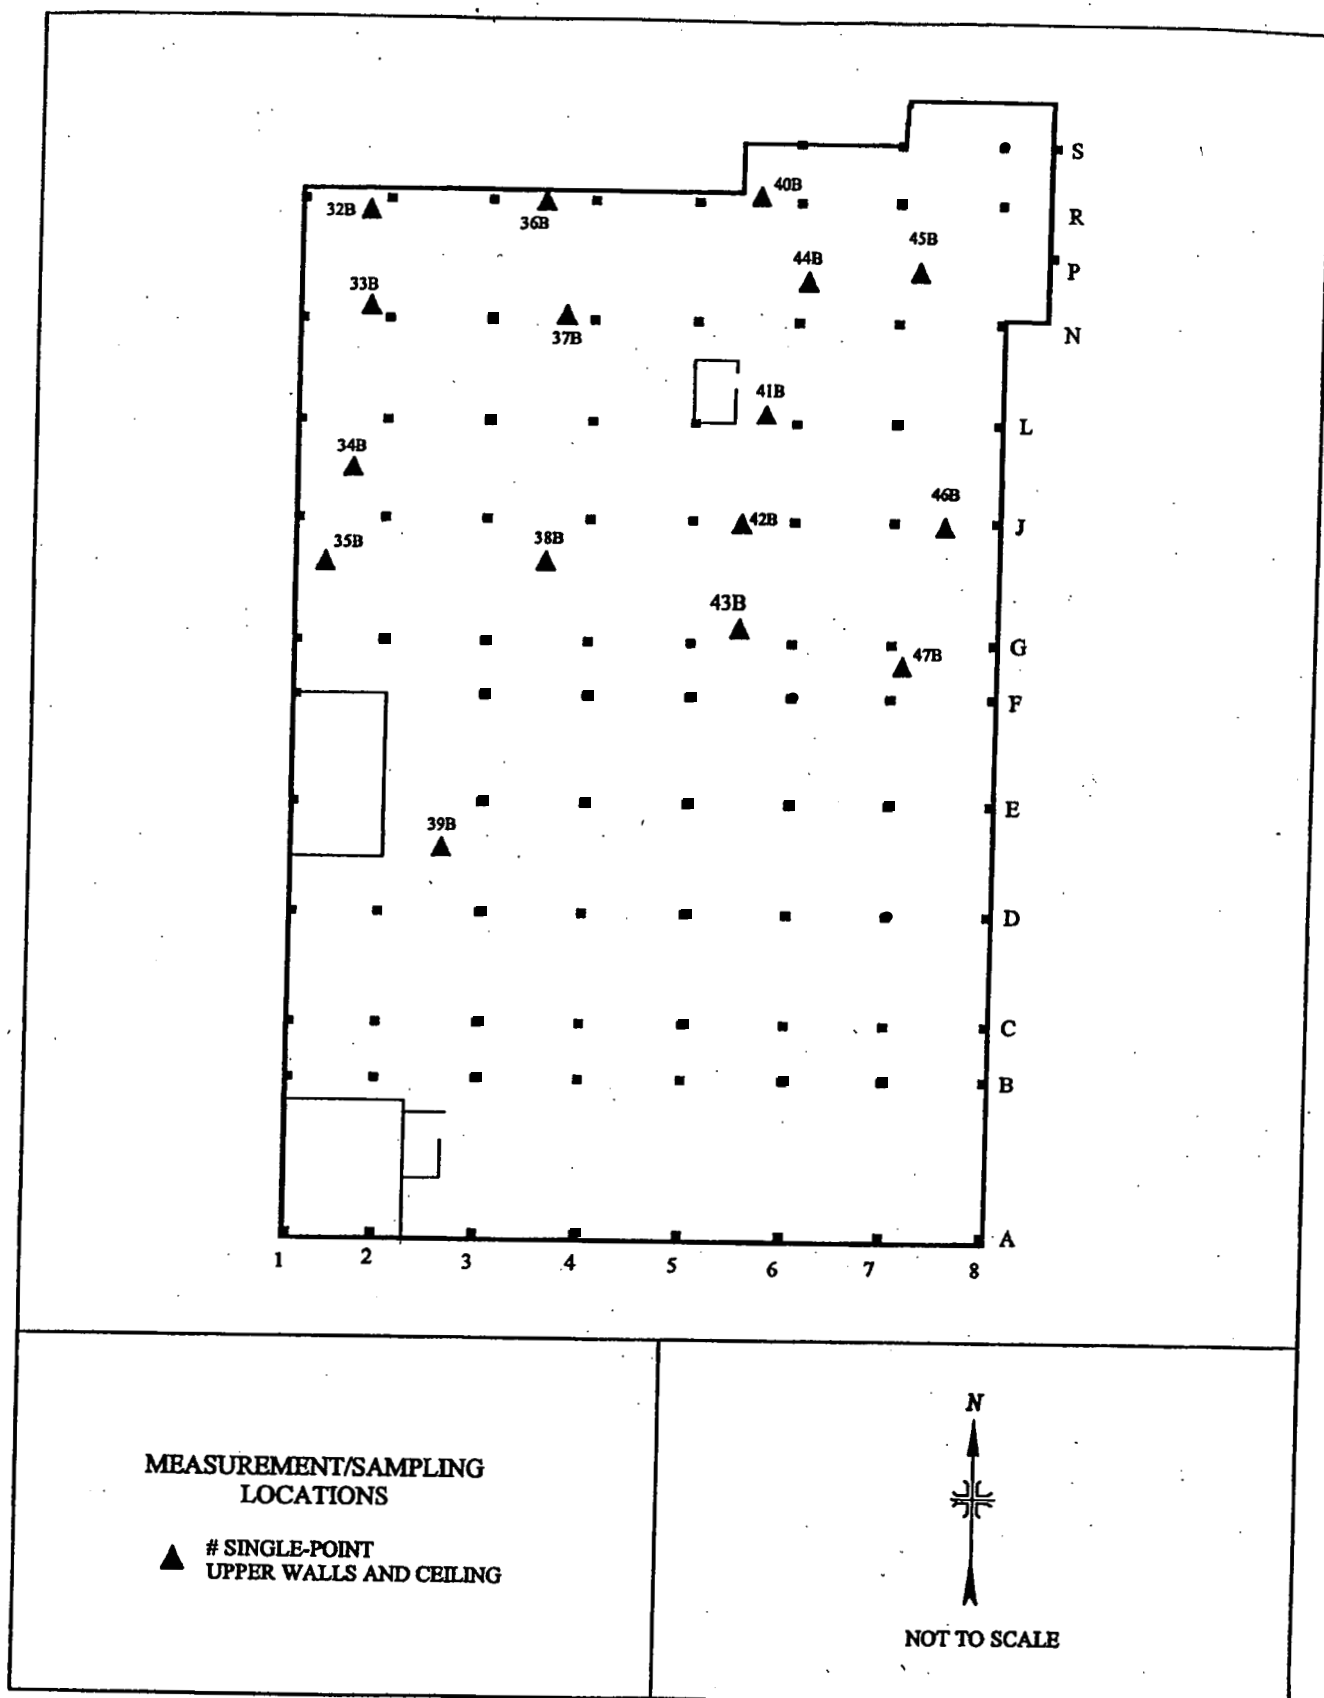 S
40B
32B
36B
R
45B
44B
P
33B
37B
N
41B
L
34B
46B
42B
J
35B
38B
43B
G
47B
F
E
39B
D
C
B
A
1 2 3 4 5 6 7 8
MEASUREMENT/SAMPLING
LOCATIONS
# SINGLE-POINT
UPPER WALLS AND CEILING
N
NOT TO SCALE